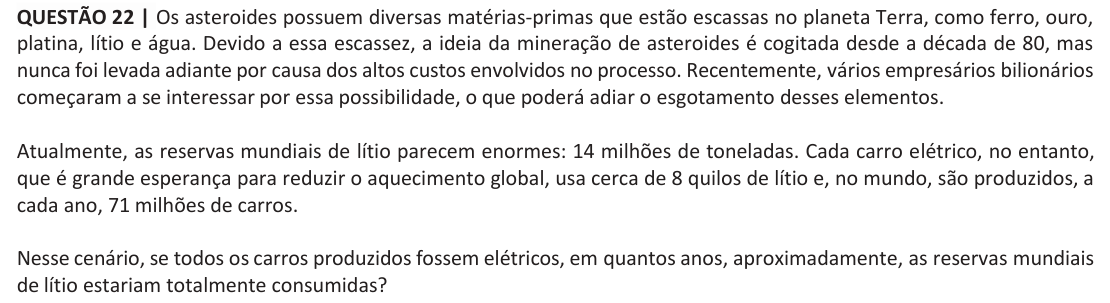 QUESTÃO 22 | Os asteroides possuem diversas matérias-primas que estão escassas no planeta Terra, como ferro, ouro,
platina, lítio e água. Devido a essa escassez, a ideia da mineração de asteroides é cogitada desde a década de 80, mas
nunca foi levada adiante por causa dos altos custos envolvidos no processo. Recentemente, vários empresários bilionários
começaram a se interessar por essa possibilidade, o que poderá adiar o esgotamento desses elementos.
Atualmente, as reservas mundiais de lítio parecem enormes: 14 milhões de toneladas. Cada carro elétrico, no entanto,
que é grande esperança para reduzir o aquecimento global, usa cerca de 8 quilos de lítio e, no mundo, são produzidos, a
cada ano, 71 milhões de carros.
Nesse cenário, se todos os carros produzidos fossem elétricos, em quantos anos, aproximadamente, as reservas mundiais
de lítio estariam totalmente consumidas?